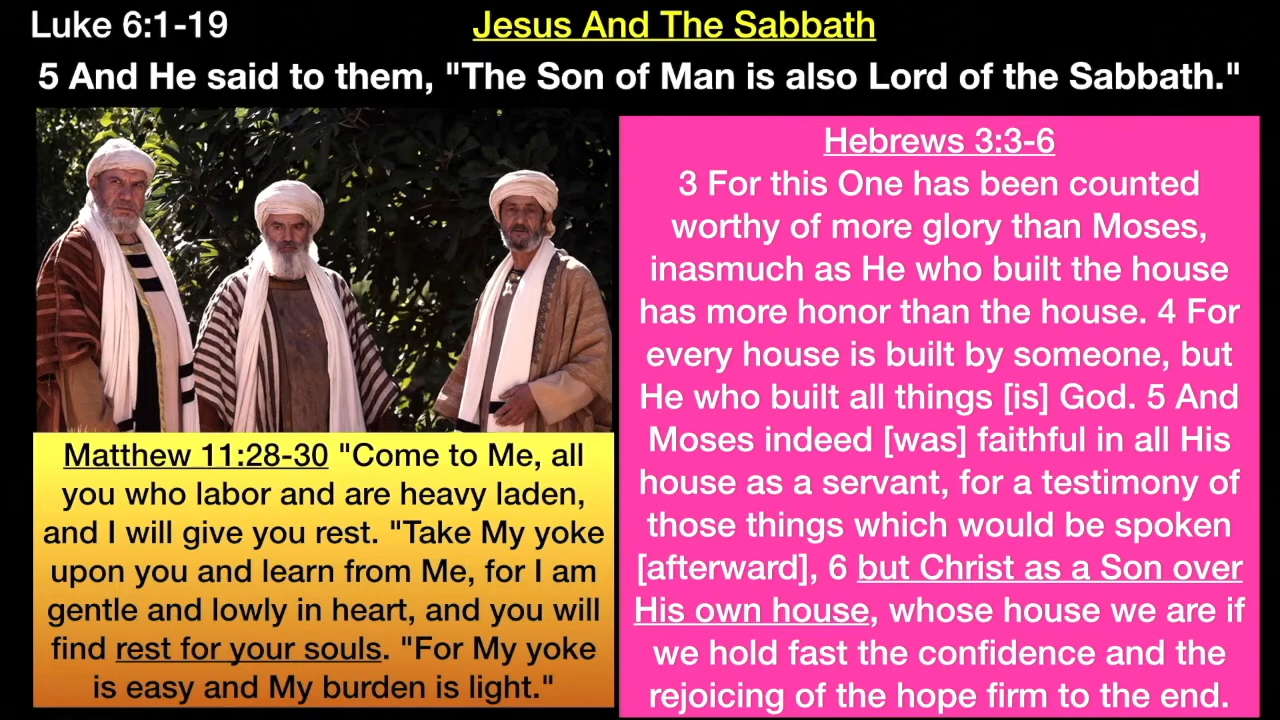 Luke 6:1-19
Jesus And The Sabbath
5 And He said to them, "The Son of Man is also Lord of the Sabbath."
Matthew 11:28-30 "Come to Me, all
you who labor and are heavy laden,
and I will give you rest. "Take My yoke
upon you and learn from Me, for I am
gentle and lowly in heart, and you will
find rest for your souls. "For My yoke
is easy and My burden is light."
Hebrews 3:3-6
3 For this One has been counted
worthy of more glory than Moses,
inasmuch as He who built the house
has more honor than the house. 4 For
every house is built by someone, but
He who built all things [is] God. 5 And
Moses indeed [was] faithful in all His
house as a servant, for a testimony of
those things which would be spoken
[afterward], 6 but Christ as a Son over
His own house, whose house we are if
we hold fast the confidence and the
rejoicing of the hope firm to the end.